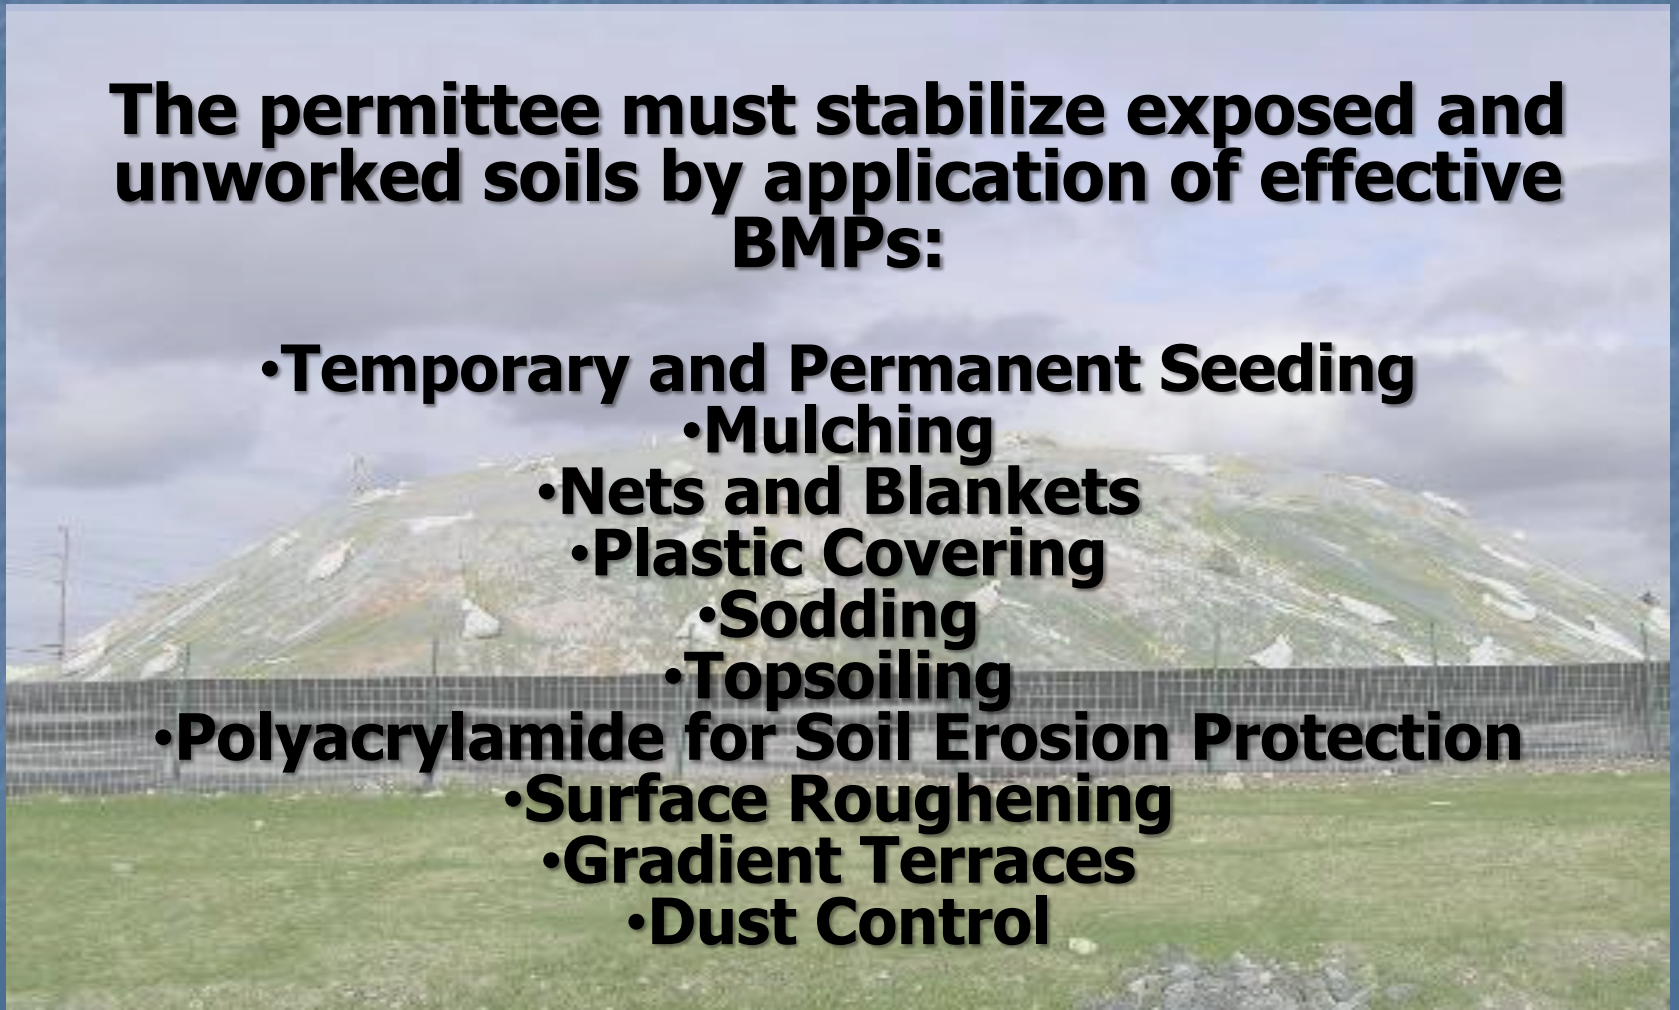 The permittee must stabilize exposed and
unworked soils by application of effective
BMPs:
•Temporary and Permanent Seeding
•Mulching
•Nets and Blankets
•Plastic Covering
•Sodding
•Topsoiling
•Polyacrylamide for Soil Erosion Protection
•Surface Roughening
•Gradient Terraces
•Dust Control